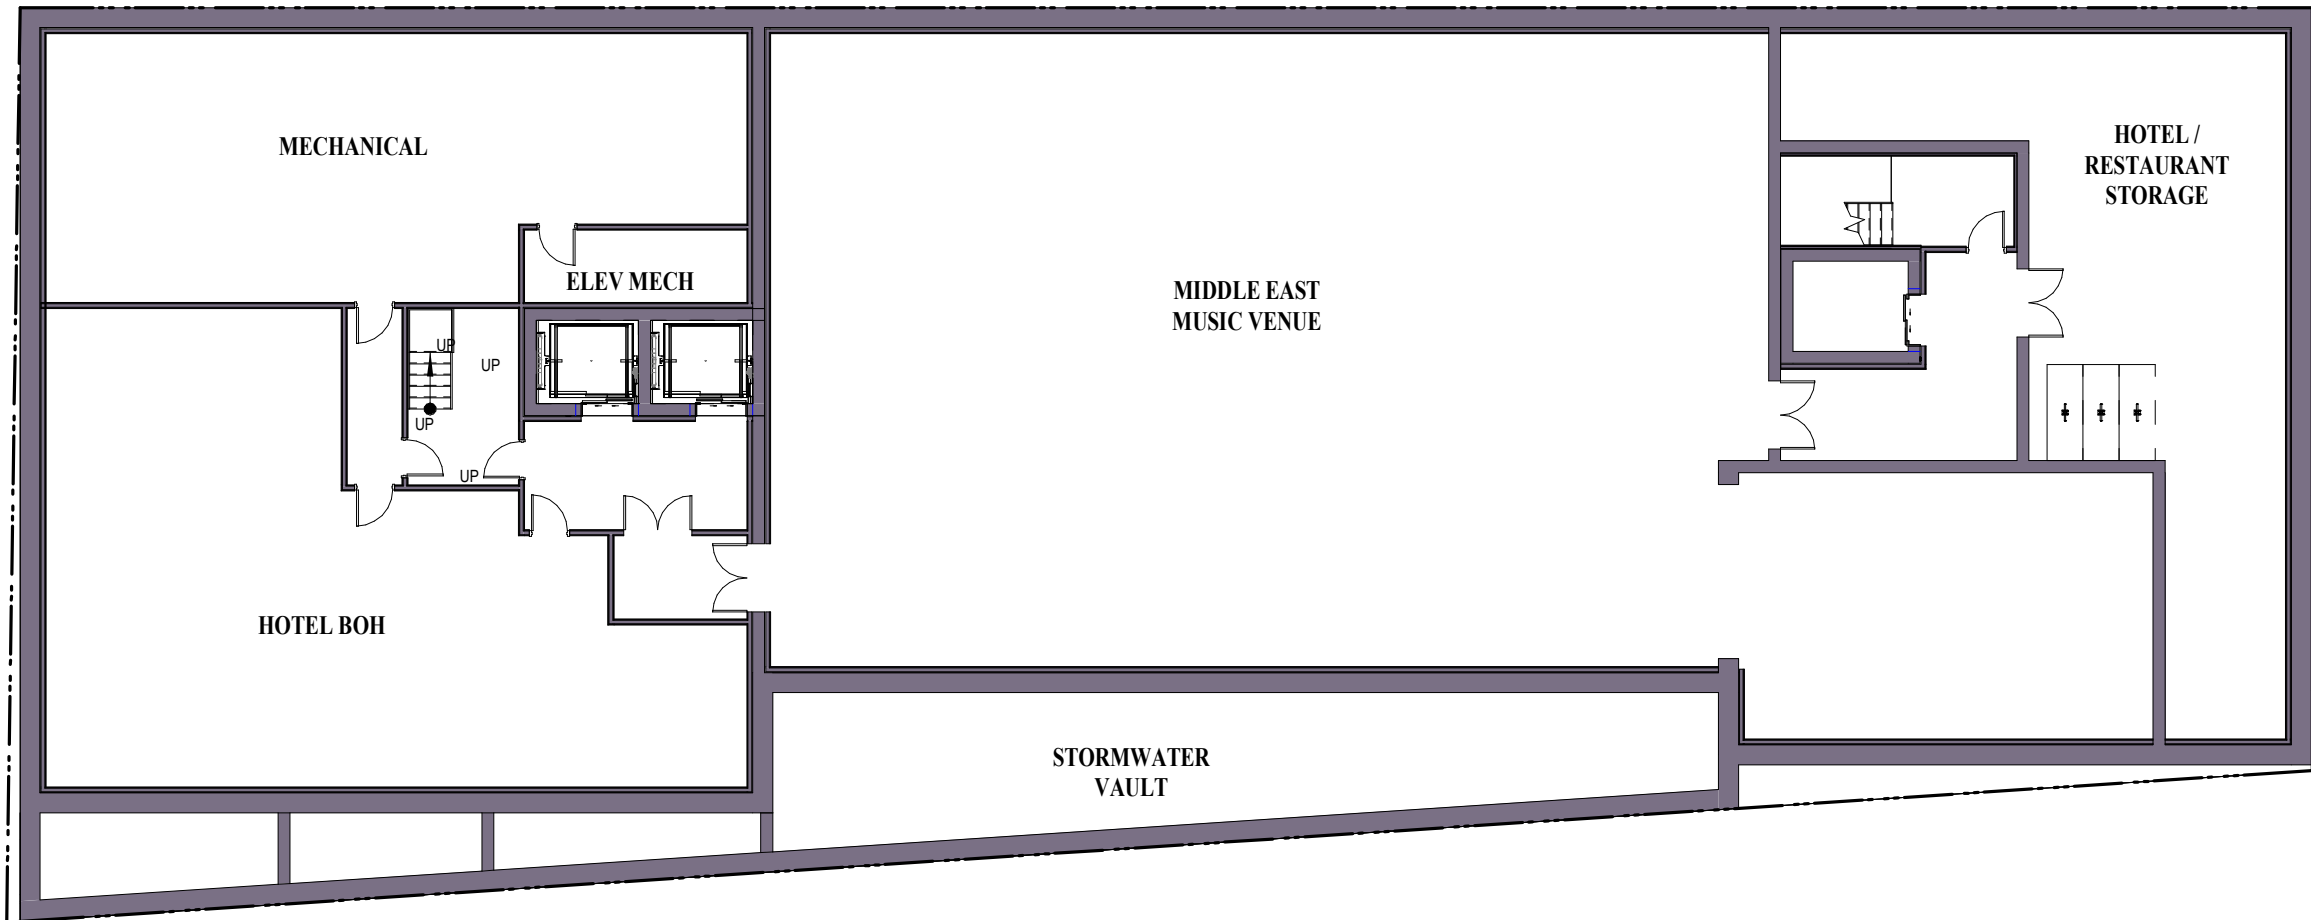 MECHANICAL
HOTEL /
RESTAURANT
STORAGE
ELEV MECH
MIDDLE EAST
MUSIC VENUE
UP
UP
UP
UP
HOTEL BOH
STORMWATER
VAULT